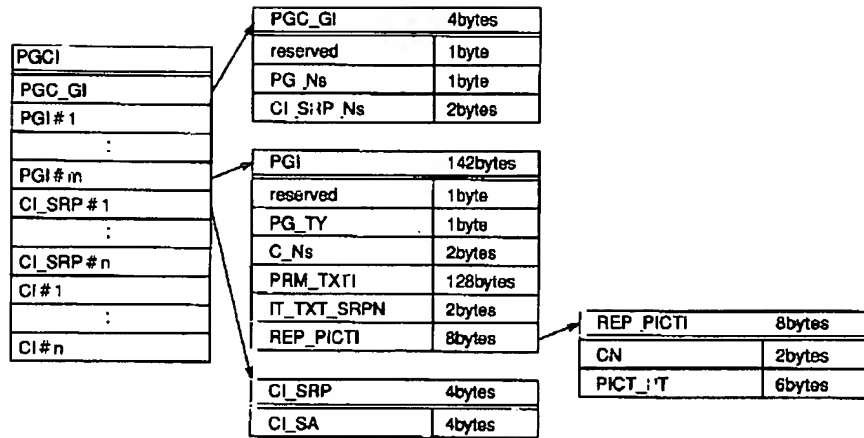 PGCI
PGC_GI
PGI#1
:
PGI#m
CI_SRP#1
:
CI_SRP#n
CI#1
:
CI#n
PGC_GI 4bytes
reserved 1byte
PG_Ns 1byte
CI_SRP_Ns 2bytes
PGI 142bytes
reserved 1byte
PG_TY 1byte
C_Ns 2bytes
PRM_TXTI 128bytes
IT_TXT_SRPN 2bytes
REP_PICTI 8bytes
CI_SRP 4bytes
CI_SA 4bytes
REP_PICTI 8bytes
CN 2bytes
PICT_PT 6bytes